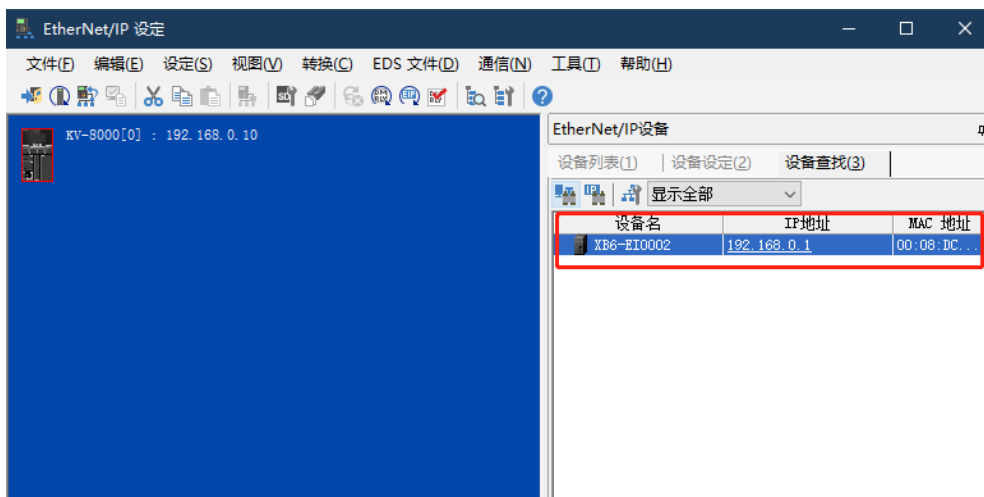 EtherNet/IP 设定
文件(F) 编辑(E) 设定(S) 视图(V) 转换(C) EDS 文件(D) 通信(N) 工具(T) 帮助(H)
KV-8000[0] : 192.168.0.10
EtherNet/IP设备
设备列表(1) 设备设定(2) 设备查找(3)
显示全部
设备名 IP地址 MAC 地址
XB6-EI0002 192.168.0.1 00:08:DC...